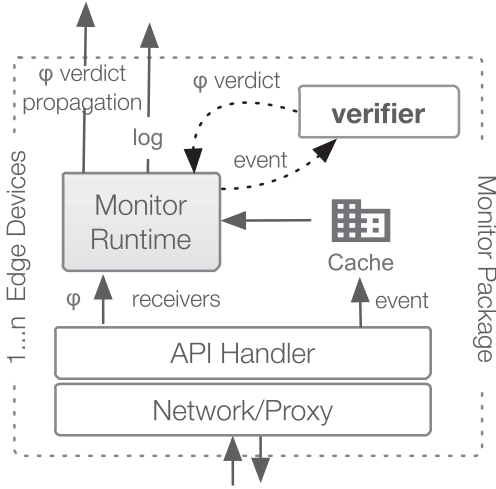 φ verdict
propagation
log
φ verdict
verifier
event
Monitor
Runtime
Cache
φ receivers
event
API Handler
Network/Proxy
1...n Edge Devices
Monitor Package